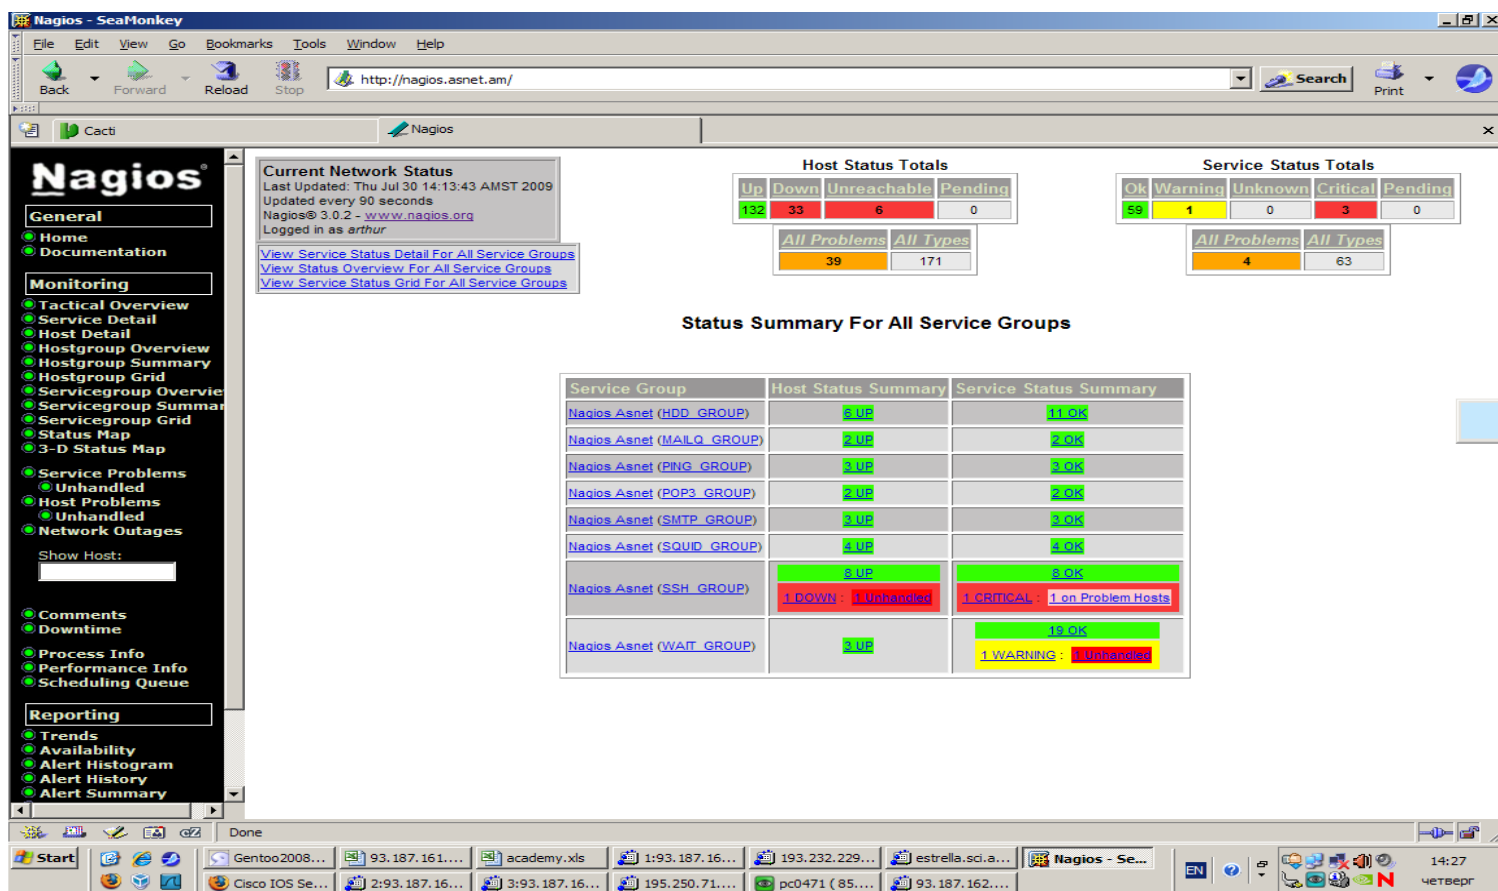 Nagios - SeaMonkey
File Edit View Go Bookmarks Tools Window Help
Back Forward Reload Stop http://nagios.asnet.am/ Search Print
Cacti Nagios
Nagios®
General
Home
Documentation
Monitoring
Tactical Overview
Service Detail
Host Detail
Hostgroup Overview
Hostgroup Summary
Hostgroup Grid
Servicegroup Overvie
Servicegroup Summar
Servicegroup Grid
Status Map
3-D Status Map
Service Problems
Unhandled
Host Problems
Unhandled
Network Outages
Show Host:
Comments
Downtime
Process Info
Performance Info
Scheduling Queue
Reporting
Trends
Availability
Alert Histogram
Alert History
Alert Summary
Current Network Status
Last Updated: Thu Jul 30 14:13:43 AMST 2009
Updated every 90 seconds
Nagios® 3.0.2 - www.nagios.org
Logged in as arthur
View Service Status Detail For All Service Groups
View Status Overview For All Service Groups
View Service Status Grid For All Service Groups
Host Status Totals
Up Down Unreachable Pending
132 33 6 0
All Problems All Types
39 171
Service Status Totals
Ok Warning Unknown Critical Pending
59 1 0 3 0
All Problems All Types
4 63
Status Summary For All Service Groups
Service Group Host Status Summary Service Status Summary
Nagios Asnet (HDD_GROUP) 6 UP 11 OK
Nagios Asnet (MAILQ_GROUP) 2 UP 2 OK
Nagios Asnet (PING_GROUP) 3 UP 3 OK
Nagios Asnet (POP3_GROUP) 2 UP 2 OK
Nagios Asnet (SMTP_GROUP) 3 UP 3 OK
Nagios Asnet (SQUID_GROUP) 4 UP 4 OK
Nagios Asnet (SSH_GROUP) 8 UP 8 OK
1 DOWN : 1 Unhandled 1 CRITICAL : 1 on Problem Hosts
Nagios Asnet (WAIT_GROUP) 3 UP 19 OK
1 WARNING : 1 Unhandled
Done
Start Gentoo2008... 93.187.161.... academy.xls 1:93.187.16... 193.232.229... estrella.sci.a... Nagios - Se... EN 14:27
Cisco IOS Se... 2:93.187.16... 3:93.187.16... 195.250.71.... pc0471 (85.... 93.187.162.... четверг